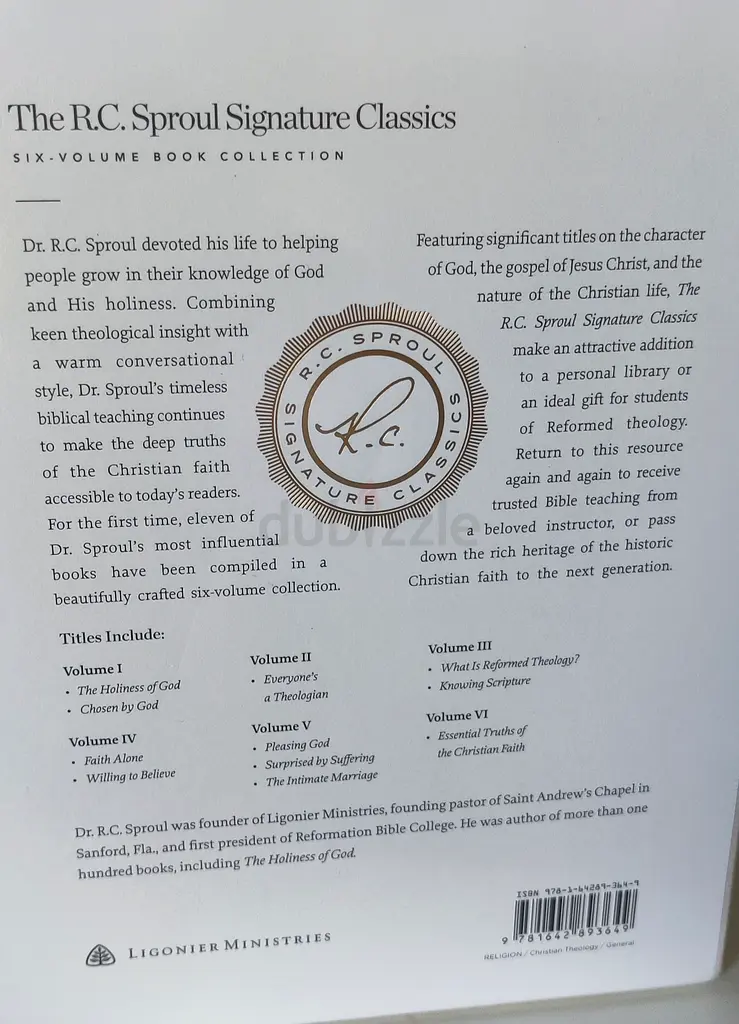 The R.C. Sproul Signature Classics
SIX-VOLUME BOOK COLLECTION
Dr. R.C. Sproul devoted his life to helping
people grow in their knowledge of God
and His holiness. Combining
keen theological insight with
a warm conversational
style, Dr. Sproul's timeless
biblical teaching continues
to make the deep truths
of the Christian faith
accessible to today's readers.
For the first time, eleven of
Dr. Sproul's most influential
books have been compiled in a
beautifully crafted six-volume collection.
R.C. SPROUL
SIGNATURE CLASSICS
R.C.
Featuring significant titles on the character
of God, the gospel of Jesus Christ, and the
nature of the Christian life, The
R.C. Sproul Signature Classics
make an attractive addition
to a personal library or
an ideal gift for students
of Reformed theology.
Return to this resource
again and again to receive
trusted Bible teaching from
a beloved instructor, or pass
down the rich heritage of the historic
Christian faith to the next generation.
dubizzle
Titles Include:
Volume I
• The Holiness of God
• Chosen by God
Volume II
• Everyone's
a Theologian
Volume III
• What Is Reformed Theology?
• Knowing Scripture
Volume IV
• Faith Alone
• Willing to Believe
Volume V
• Pleasing God
• Surprised by Suffering
• The Intimate Marriage
Volume VI
• Essential Truths of
the Christian Faith
Dr. R.C. Sproul was founder of Ligonier Ministries, founding pastor of Saint Andrew's Chapel in
Sanford, Fla., and first president of Reformation Bible College. He was author of more than one
hundred books, including The Holiness of God.
LIGONIER MINISTRIES
ISBN 978-1-64289-364-9
9 781642 893649
RELIGION / Christian Theology / General